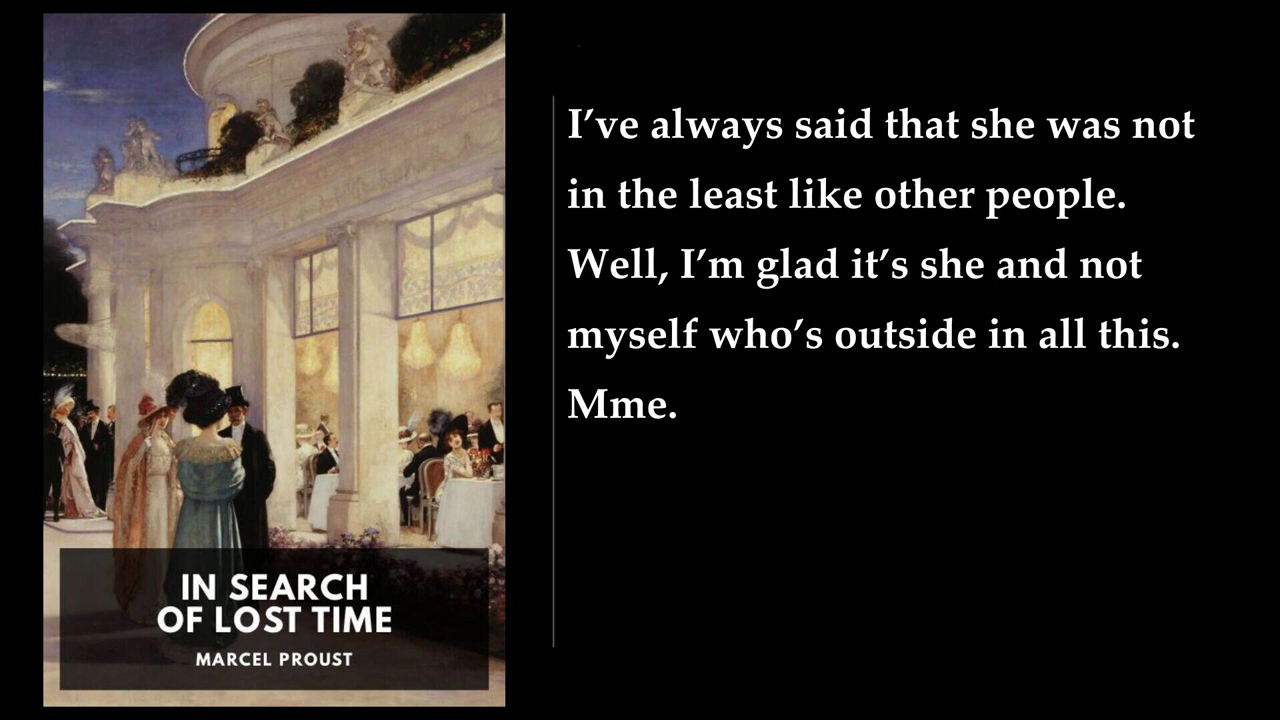 I’ve always said that she was not
in the least like other people.
Well, I’m glad it’s she and not
myself who’s outside in all this.
Mme.
IN SEARCH
OF LOST TIME
MARCEL PROUST